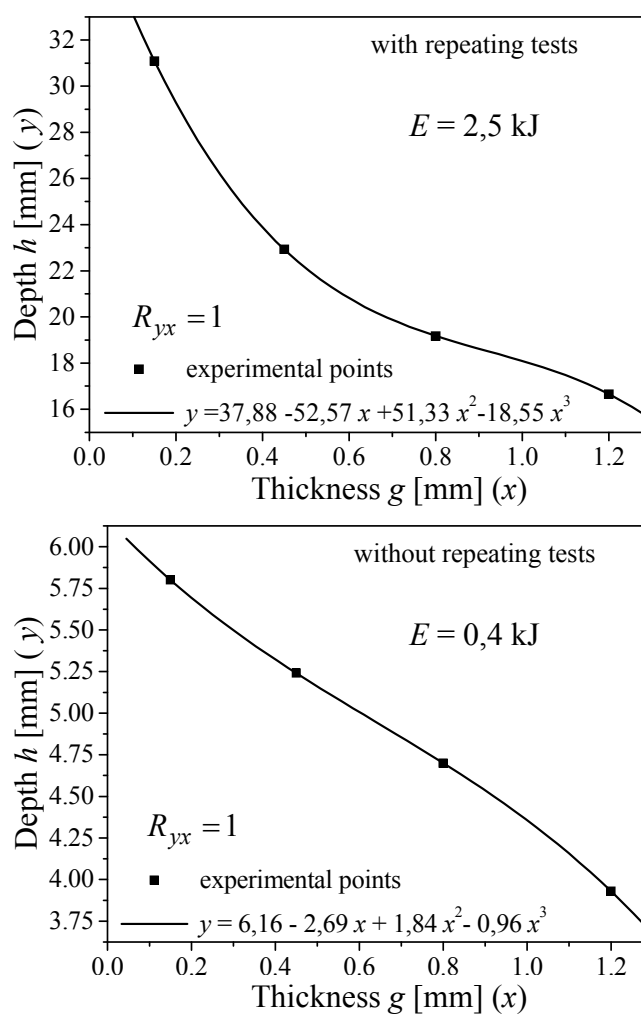 32
30
28
26
24
22
20
18
16
Depth h [mm] ( y )
with repeating tests
E = 2,5 kJ
R_yx = 1
experimental points
y =37,88 -52,57 x +51,33 x²-18,55 x³
0.0 0.2 0.4 0.6 0.8 1.0 1.2
Thickness g [mm] (x)
6.00
5.75
5.50
5.25
5.00
4.75
4.50
4.25
4.00
3.75
Depth h [mm] ( y )
without repeating tests
E = 0,4 kJ
R_yx = 1
experimental points
y = 6,16 - 2,69 x + 1,84 x² - 0,96 x³
0.0 0.2 0.4 0.6 0.8 1.0 1.2
Thickness g [mm] (x)